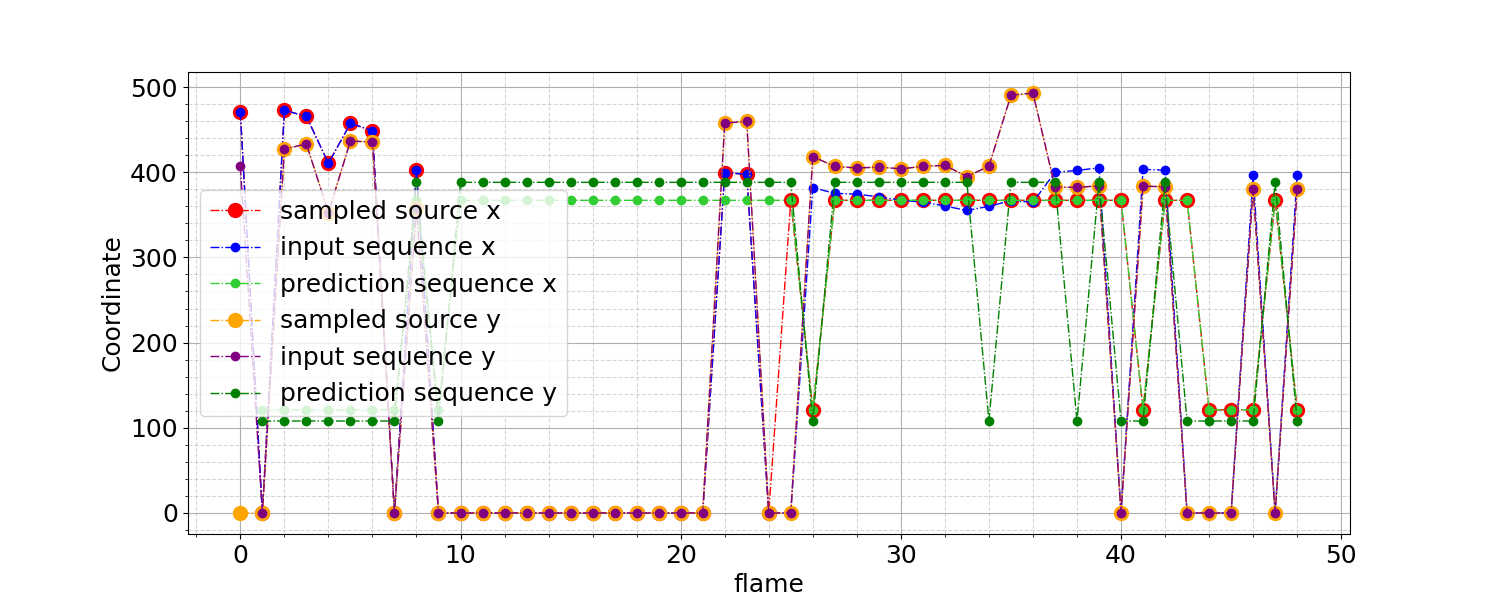 500
400
300
200
100
0
Coordinate
sampled source x
input sequence x
prediction sequence x
sampled source y
input sequence y
prediction sequence y
0 10 20 30 40 50
flame